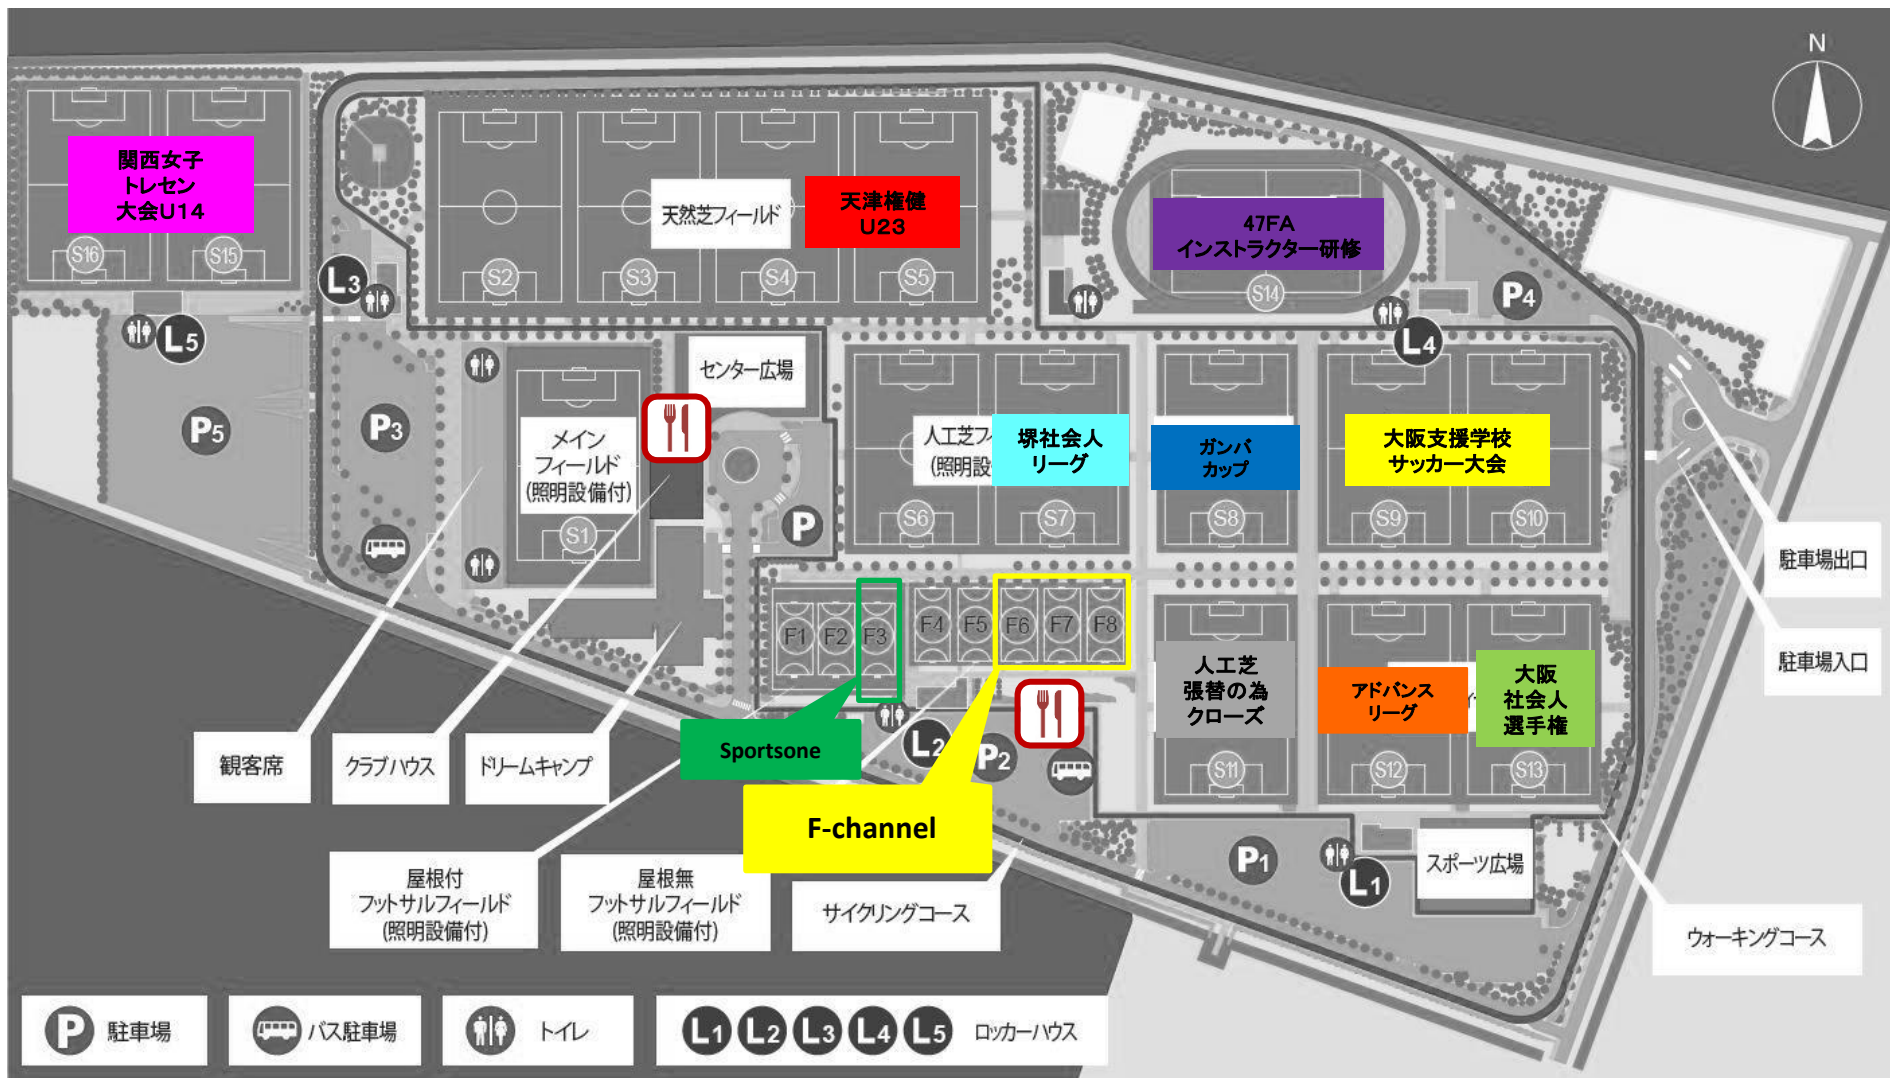 N
関西女子
トレセン
大会U14
S16
S15
天然芝フィールド
天津権健
U23
S2
S3
S4
S5
47FA
インストラクター研修
S14
P4
L3
L5
L4
P5
P3
センター広場
メイン
フィールド
(照明設備付)
S1
P
人工芝フィ
(照明設
堺社会人
リーグ
ガンバ
カップ
大阪支援学校
サッカー大会
S6
S7
S8
S9
S10
駐車場出口
駐車場入口
F1
F2
F3
F4
F5
F6
F7
F8
人工芝
張替の為
クローズ
アドバンス
リーグ
大阪
社会人
選手権
S11
S12
S13
観客席
クラブハウス
ドリームキャンプ
Sportsone
L2
P2
F-channel
屋根付
フットサルフィールド
(照明設備付)
屋根無
フットサルフィールド
(照明設備付)
サイクリングコース
P1
L1
スポーツ広場
ウォーキングコース
P 駐車場
バス駐車場
トイレ
L1 L2 L3 L4 L5 ロッカーハウス